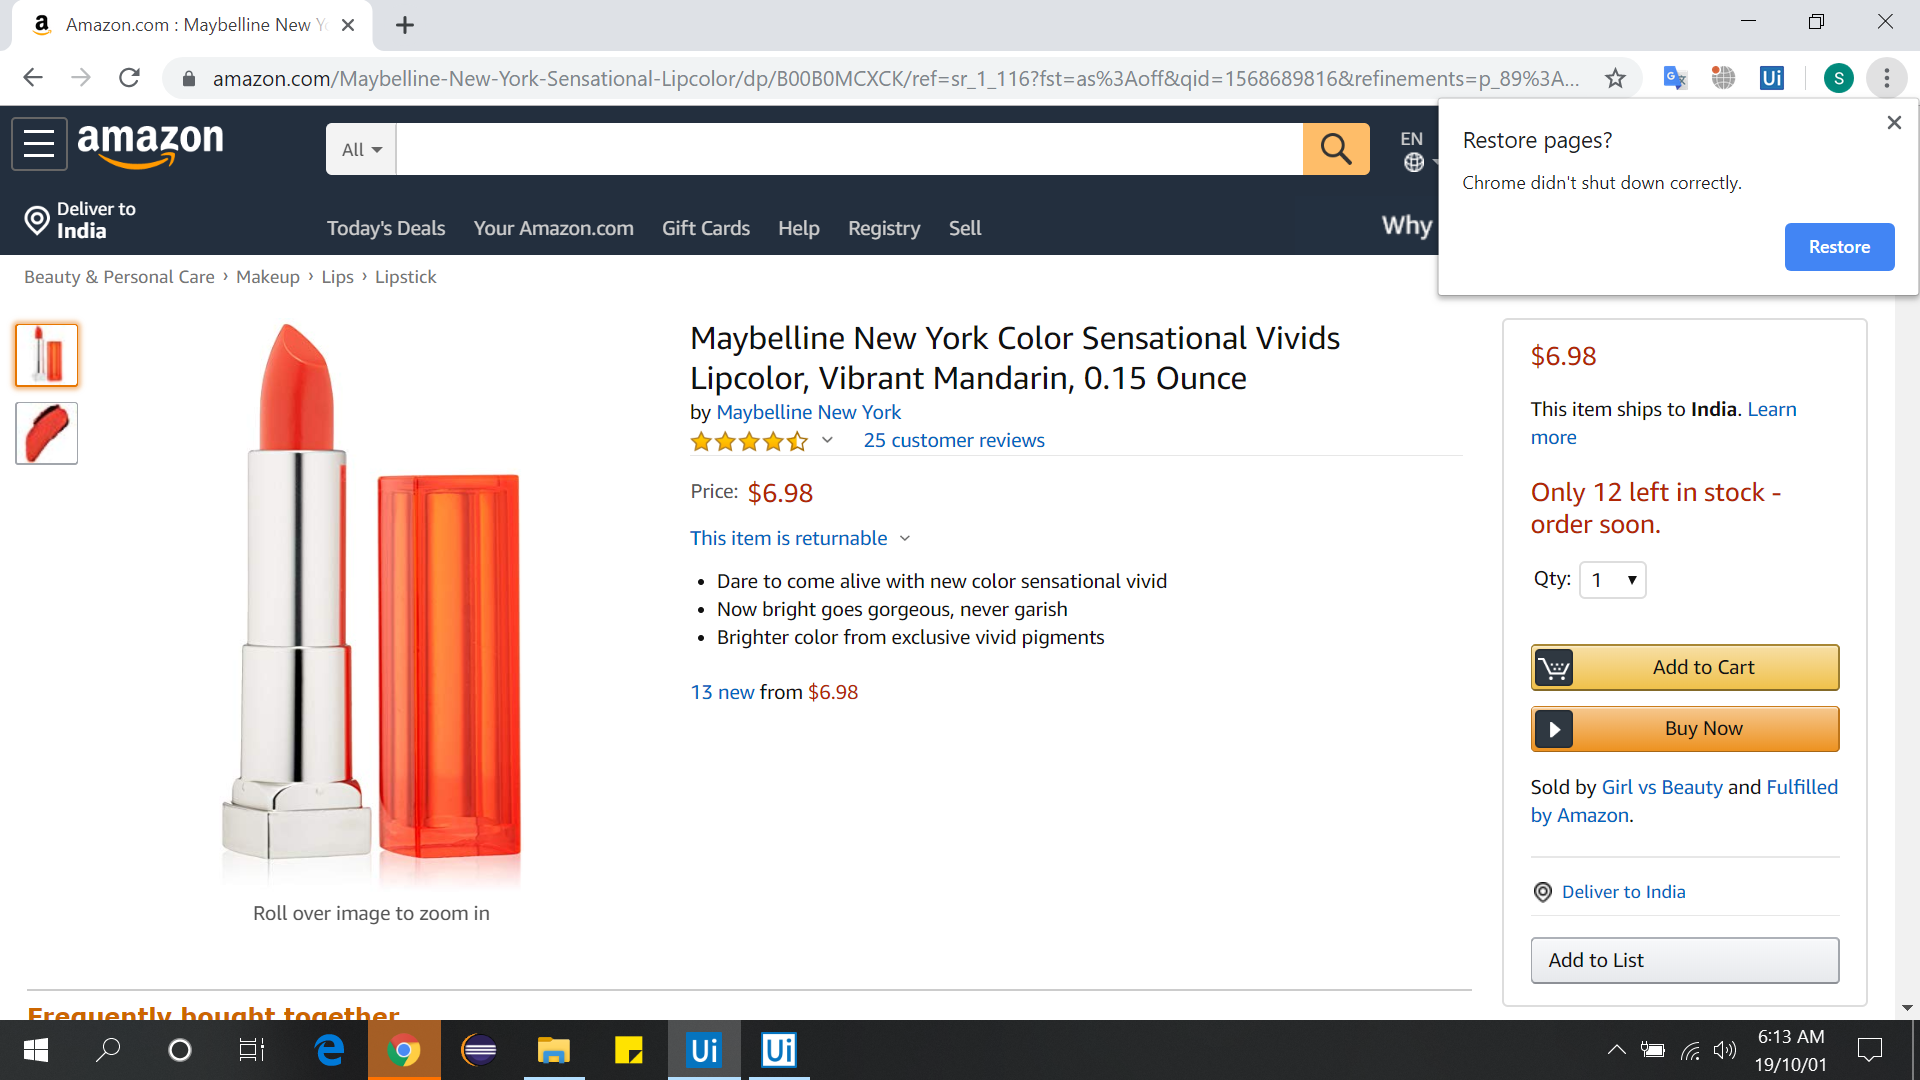 Amazon.com : Maybelline New Y
amazon.com/Maybelline-New-York-Sensational-Lipcolor/dp/B00B0MCXCK/ref=sr_1_116?fst=as%3Aoff&qid=1568689816&refinements=p_89%3A...
Ui
S
Restore pages?
Chrome didn't shut down correctly.
Restore
amazon
All
EN
Deliver to
India
Today's Deals
Your Amazon.com
Gift Cards
Help
Registry
Sell
Why
Beauty & Personal Care › Makeup › Lips › Lipstick
Maybelline New York Color Sensational Vivids
Lipcolor, Vibrant Mandarin, 0.15 Ounce
by Maybelline New York
25 customer reviews
Price: $6.98
This item is returnable
• Dare to come alive with new color sensational vivid
• Now bright goes gorgeous, never garish
• Brighter color from exclusive vivid pigments
13 new from $6.98
Roll over image to zoom in
$6.98
This item ships to India. Learn
more
Only 12 left in stock -
order soon.
Qty: 1
Add to Cart
Buy Now
Sold by Girl vs Beauty and Fulfilled
by Amazon.
Deliver to India
Add to List
Frequently bought together
Ui
Ui
6:13 AM
19/10/01